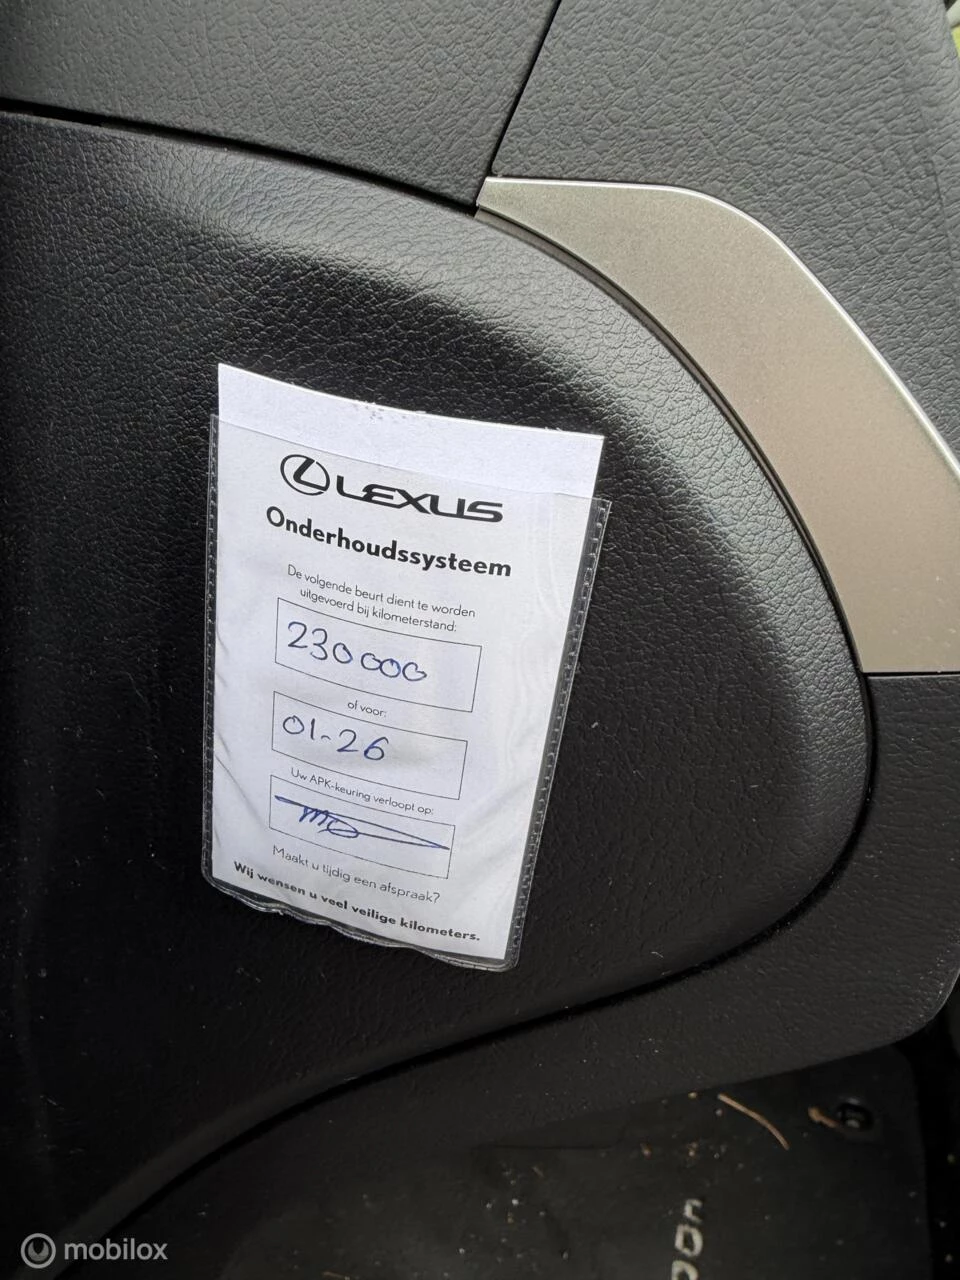 LEXUS
Onderhoudssysteem
De volgende beurt dient te worden
uitgevoerd bij kilometerstand:
230000
of voor:
01-26
Uw APK-keuring verloopt op:
Maakt u tijdig een afspraak?
Wij wensen u veel veilige kilometers.
mobilox